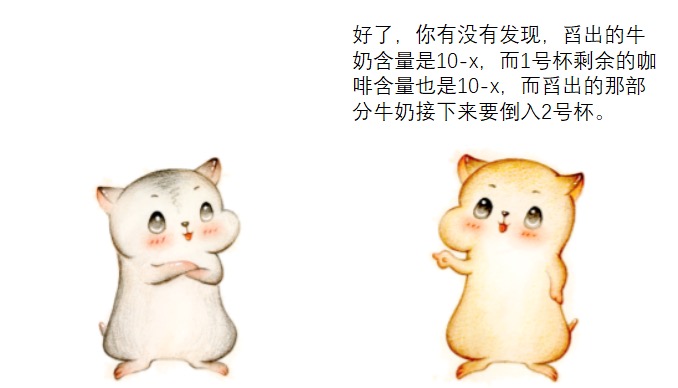 好了，你有没有发现，舀出的牛
奶含量是10-x，而1号杯剩余的咖
啡含量也是10-x，而舀出的那部
分牛奶接下来要倒入2号杯。